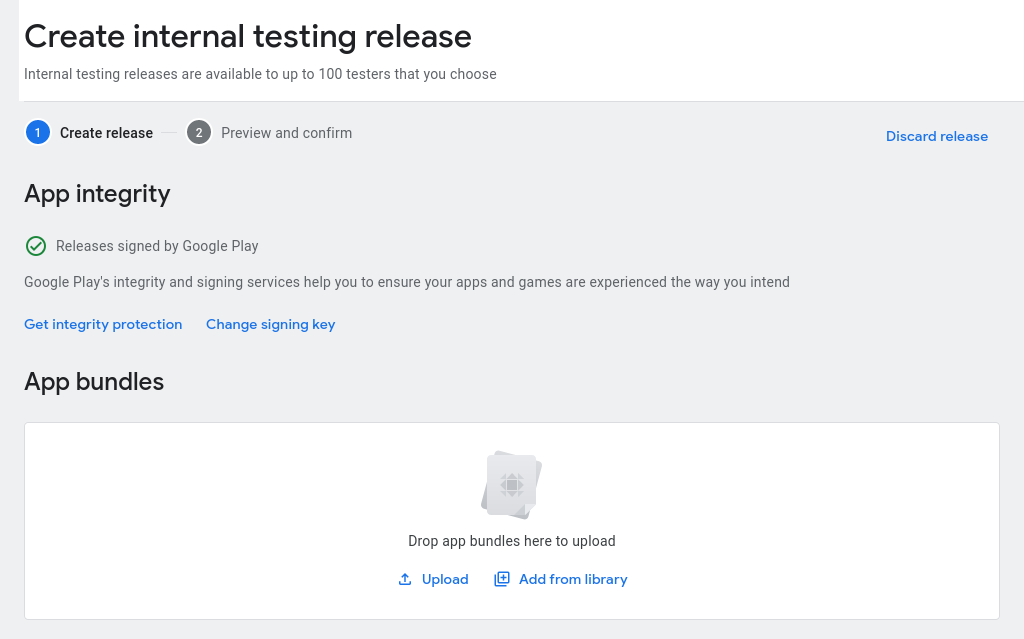 Create internal testing release
Internal testing releases are available to up to 100 testers that you choose
1 Create release 2 Preview and confirm
Discard release
App integrity
Releases signed by Google Play
Google Play's integrity and signing services help you to ensure your apps and games are experienced the way you intend
Get integrity protection Change signing key
App bundles
Drop app bundles here to upload
Upload Add from library